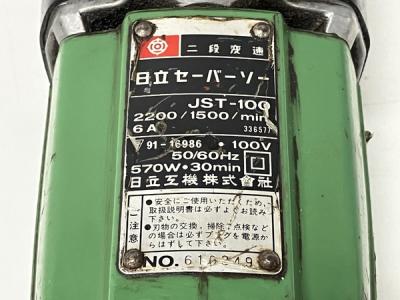 二段変速
日立セーバーソー
JST-100
2200/1500/min
6A 336577
▽ 91-16986 • 100V
50/60Hz
570W•30min
日立工機株式會社
ご注意
●安全にご使用いただくため、
取扱説明書は必ずよくお読み
下さい。
●刃物の交換、掃除、点検など
の場合は必ずプラグを電源か
らはずして下さい。
NO. 616349